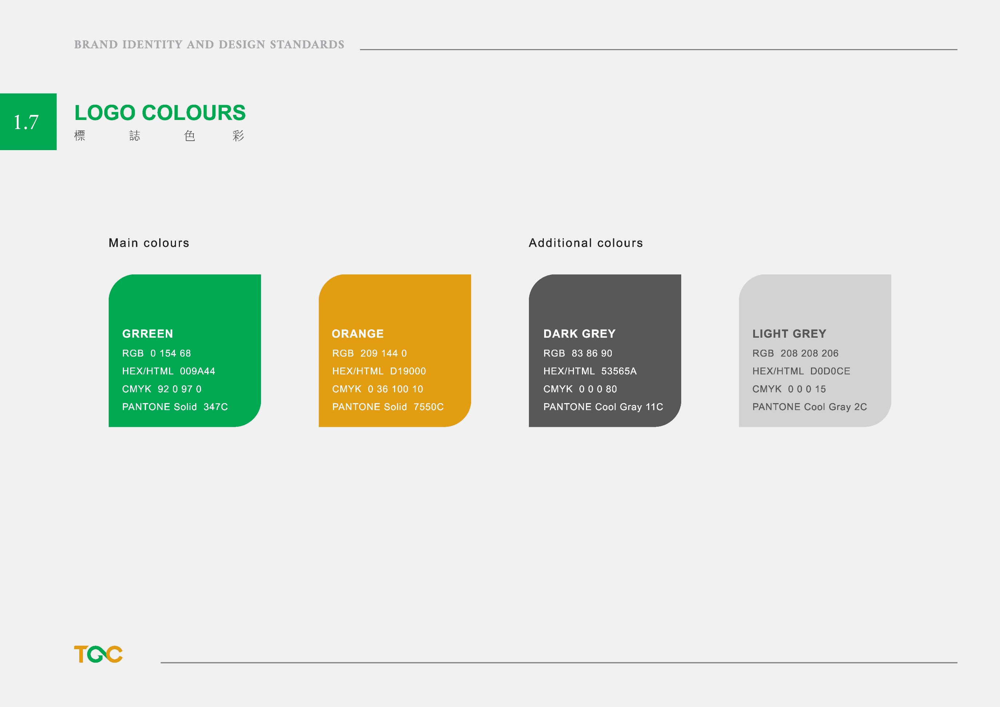 BRAND IDENTITY AND DESIGN STANDARDS
1.7
LOGO COLOURS
標 誌 色 彩
Main colours
GRREEN
RGB 0 154 68
HEX/HTML 009A44
CMYK 92 0 97 0
PANTONE Solid 347C
ORANGE
RGB 209 144 0
HEX/HTML D19000
CMYK 0 36 100 10
PANTONE Solid 7550C
Additional colours
DARK GREY
RGB 83 86 90
HEX/HTML 53565A
CMYK 0 0 0 80
PANTONE Cool Gray 11C
LIGHT GREY
RGB 208 208 206
HEX/HTML D0D0CE
CMYK 0 0 0 15
PANTONE Cool Gray 2C
TGC